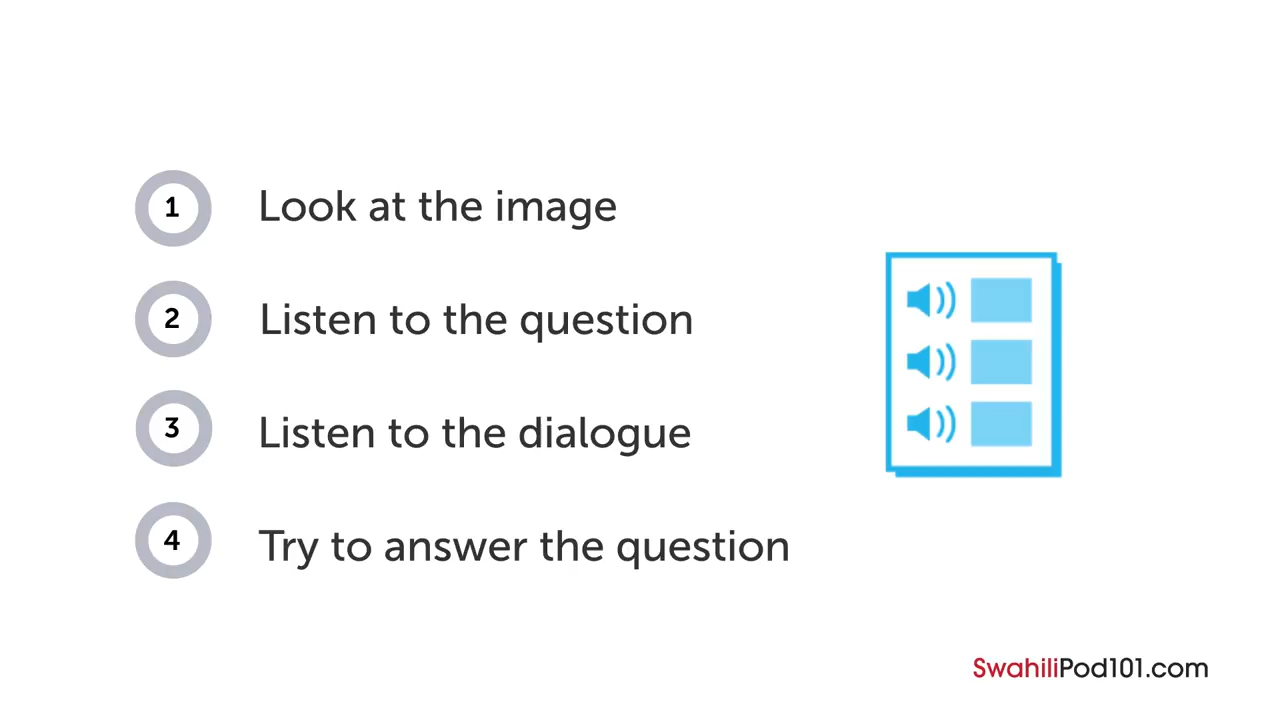 1 Look at the image
2 Listen to the question
3 Listen to the dialogue
4 Try to answer the question
SwahiliPod101.com